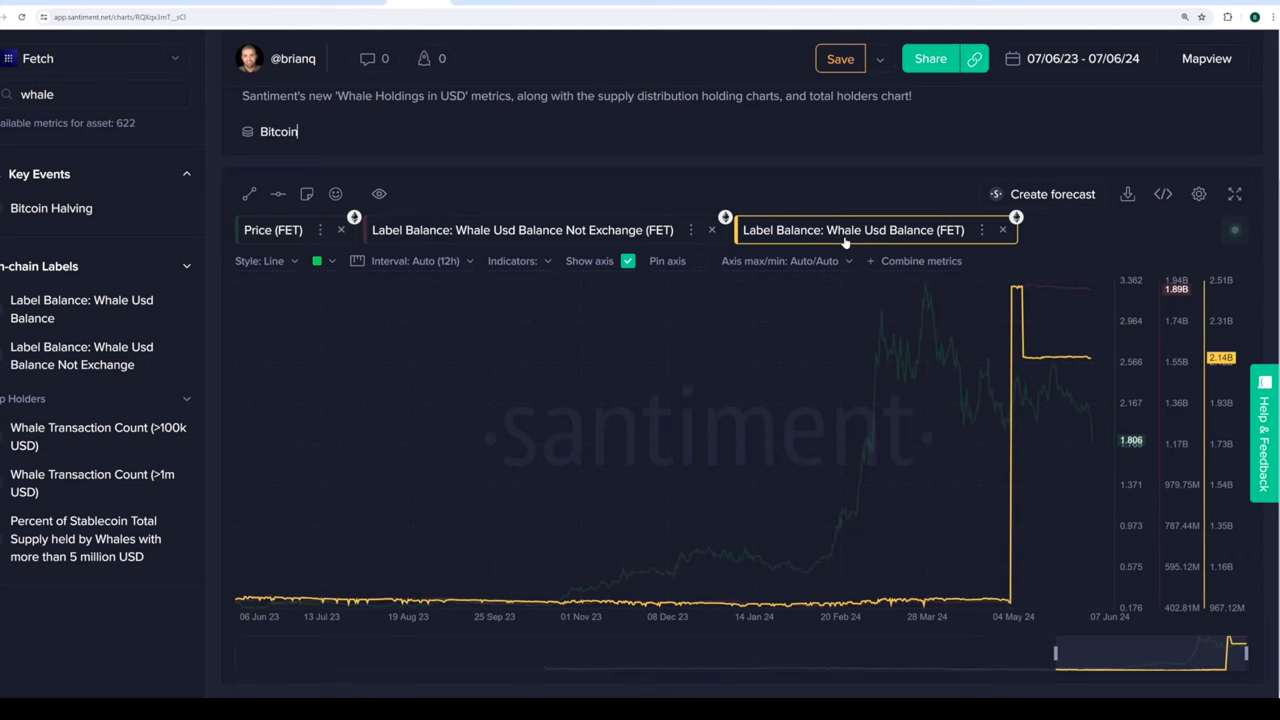 app.santiment.net/charts/RQXqx3mT__sCl
Fetch
whale
ailable metrics for asset: 622
Key Events
Bitcoin Halving
n-chain Labels
Label Balance: Whale Usd
Balance
Label Balance: Whale Usd
Balance Not Exchange
p Holders
Whale Transaction Count (>100k
USD)
Whale Transaction Count (>1m
USD)
Percent of Stablecoin Total
Supply held by Whales with
more than 5 million USD
@brianq
0
0
Save
Share
07/06/23 - 07/06/24
Mapview
Santiment's new 'Whale Holdings in USD' metrics, along with the supply distribution holding charts, and total holders chart!
Bitcoin
Create forecast
Price (FET)
Label Balance: Whale Usd Balance Not Exchange (FET)
Label Balance: Whale Usd Balance (FET)
Style: Line
Interval: Auto (12h)
Indicators:
Show axis
Pin axis
Axis max/min: Auto/Auto
+ Combine metrics
3.362 1.94B 2.51B
1.89B
2.964 1.74B 2.31B
2.566 1.55B
2.14B
2.167 1.36B 1.93B
1.806
1.17B 1.73B
1.371 979.75M 1.54B
0.973 787.44M 1.35B
0.575 595.12M 1.16B
0.176 402.81M 967.12M
·santiment·
06 Jun 23 13 Jul 23 19 Aug 23 25 Sep 23 01 Nov 23 08 Dec 23 14 Jan 24 20 Feb 24 28 Mar 24 04 May 24 07 Jun 24
Help & Feedback